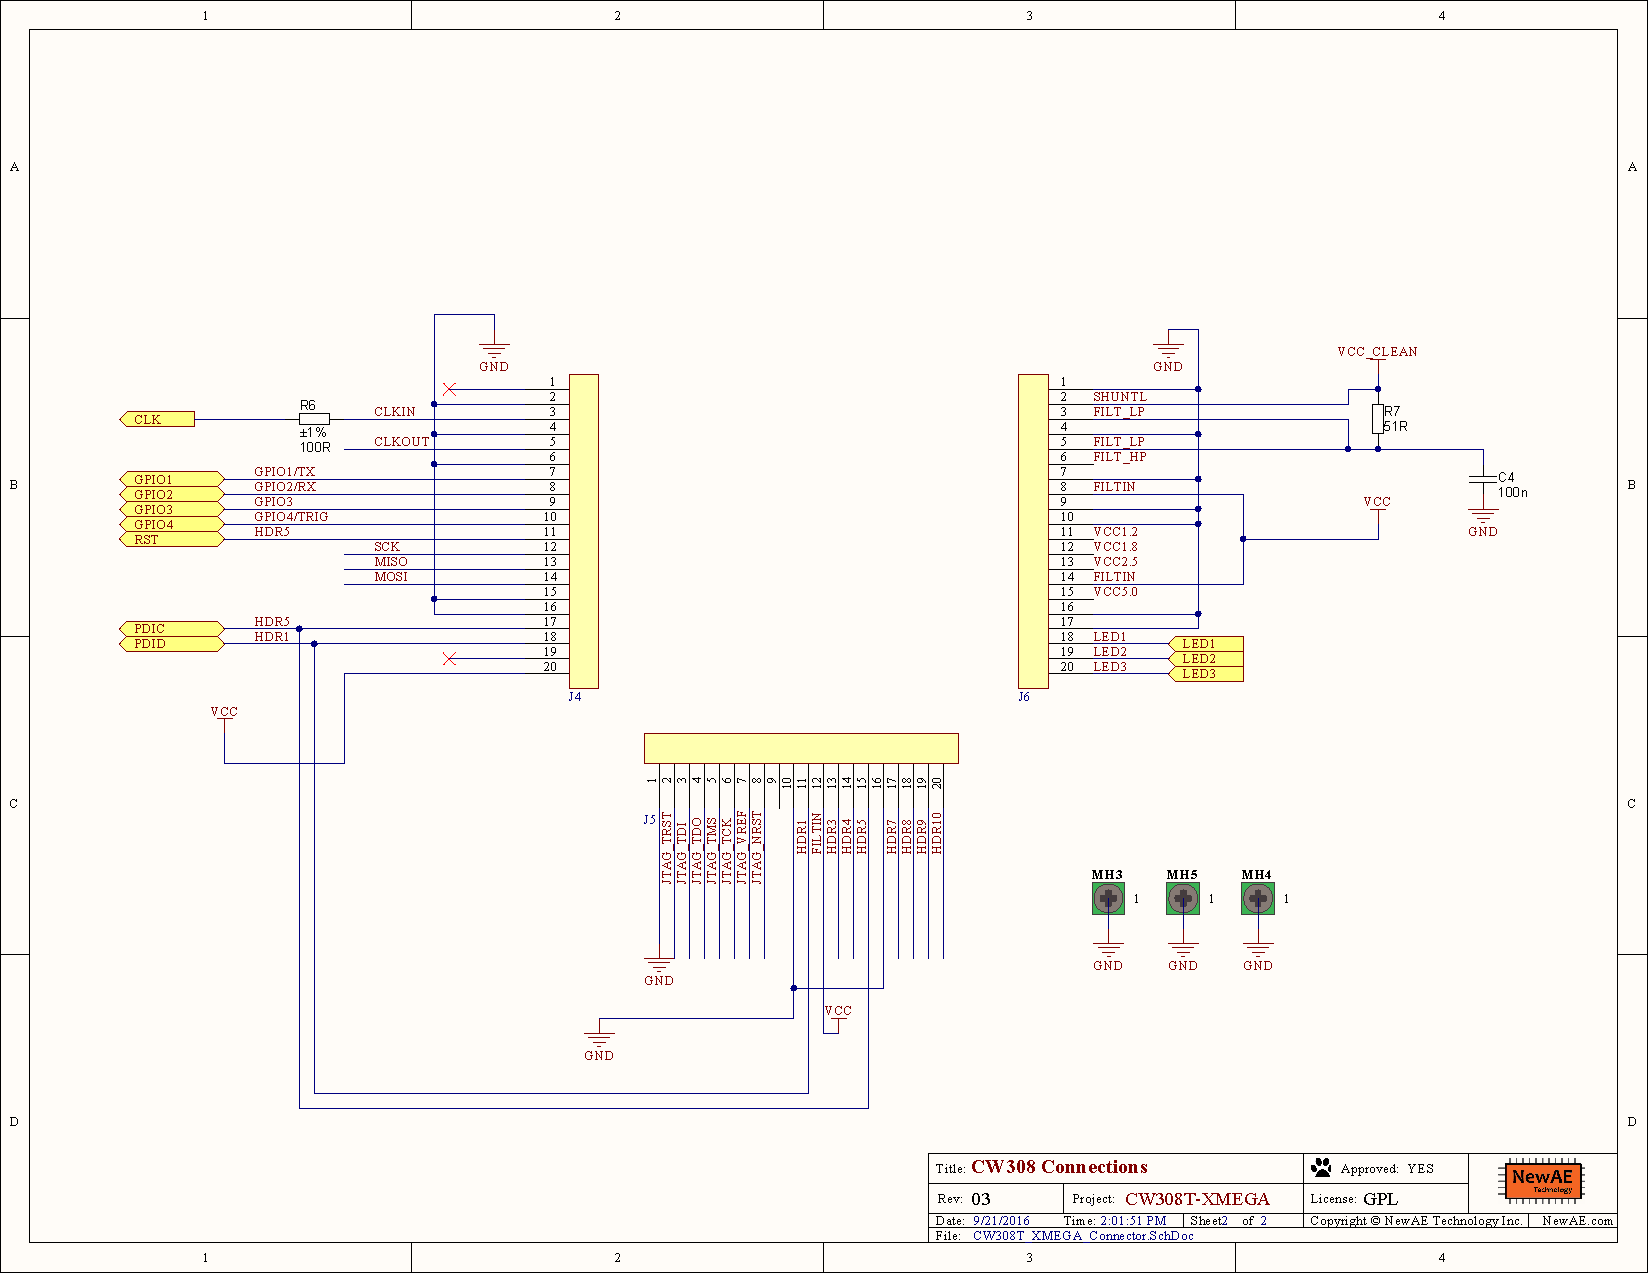 1 2 3 4
A A
B B
C C
D D
1 2 3 4
GND
CLK
R6
±1%
100R
CLKIN
CLKOUT
GPIO1 GPIO1/TX
GPIO2 GPIO2/RX
GPIO3 GPIO3
GPIO4 GPIO4/TRIG
RST HDR5
SCK
MISO
MOSI
PDIC HDR5
PDID HDR1
VCC
1
2
3
4
5
6
7
8
9
10
11
12
13
14
15
16
17
18
19
20
J4
GND
1
2 SHUNTL
3 FILT_LP
4
5 FILT_LP
6 FILT_HP
7
8 FILTIN
9
10
11 VCC1.2
12 VCC1.8
13 VCC2.5
14 FILTIN
15 VCC5.0
16
17
18 LED1 LED1
19 LED2 LED2
20 LED3 LED3
J6
VCC_CLEAN
R7
51R
C4
100n
GND
VCC
J5
1
2 JTAG_TRST
3 JTAG_TDI
4 JTAG_TDO
5 JTAG_TMS
6 JTAG_TCK
7 JTAG_VREF
8 JTAG_NRST
9
10
11 HDR1
12 FILTIN
13 HDR3
14 HDR4
15 HDR5
16
17 HDR7
18 HDR8
19 HDR9
20 HDR10
GND
GND
VCC
MH3 MH5 MH4
1 1 1
GND GND GND
Title: CW308 Connections
Approved: YES
Rev: 03
Project: CW308T-XMEGA
License: GPL
NewAE
Technology
Date: 9/21/2016 Time: 2:01:51 PM Sheet2 of 2
Copyright © NewAE Technology Inc. NewAE.com
File: CW308T_XMEGA_Connector.SchDoc